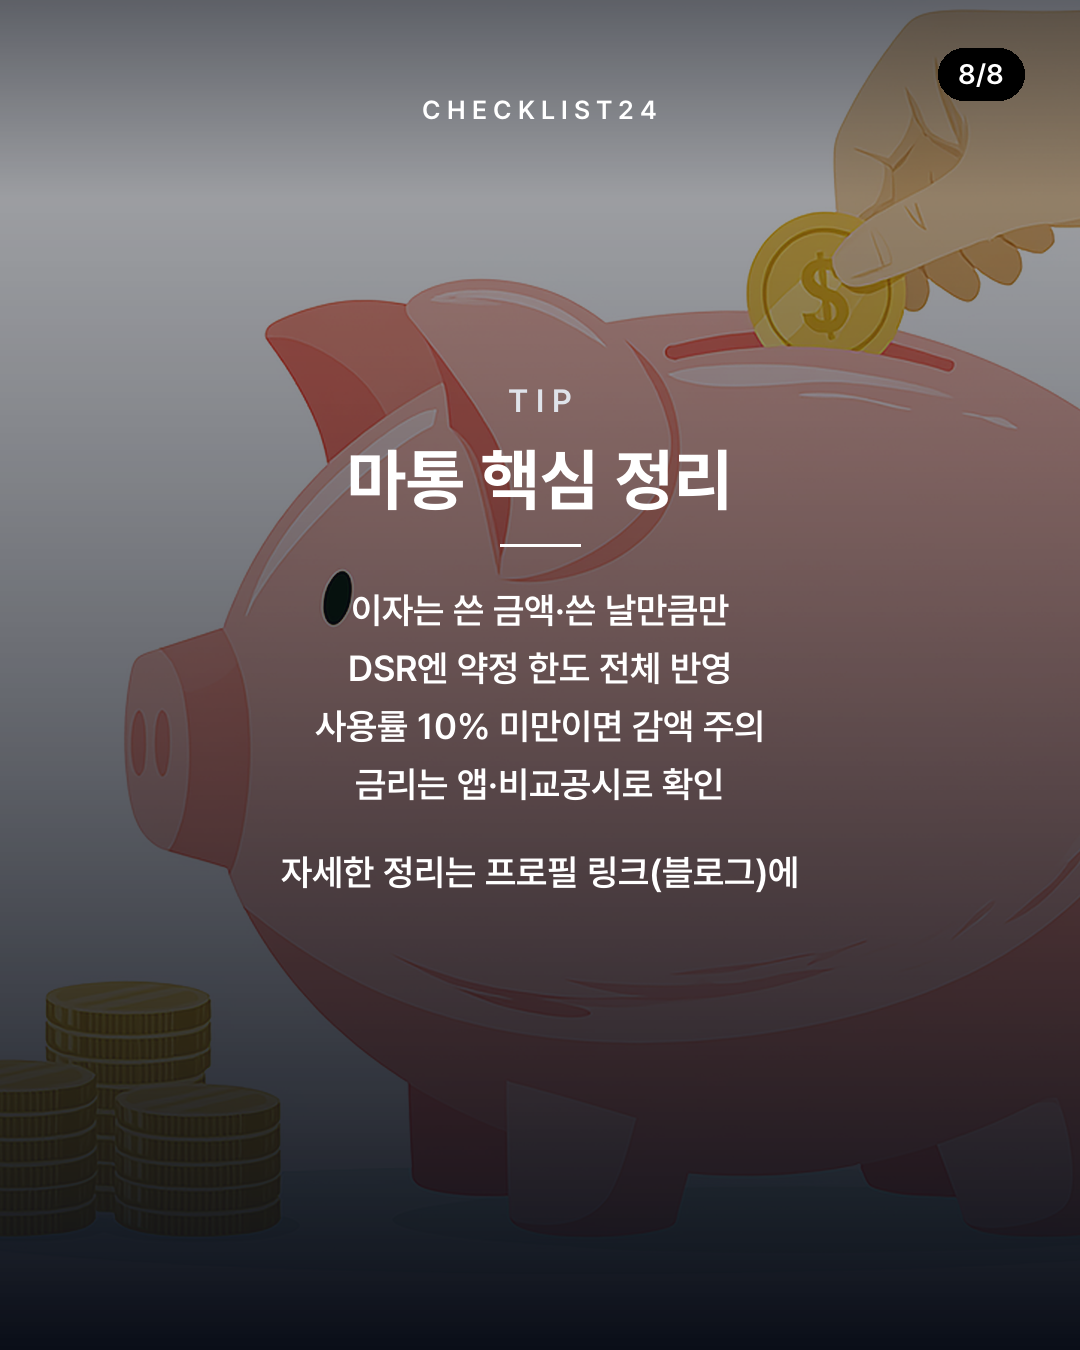 8/8
CHECKLIST24
$
TIP
마통 핵심 정리
이자는 쓴 금액·쓴 날만큼만
DSR엔 약정 한도 전체 반영
사용률 10% 미만이면 감액 주의
금리는 앱·비교공시로 확인
자세한 정리는 프로필 링크(블로그)에